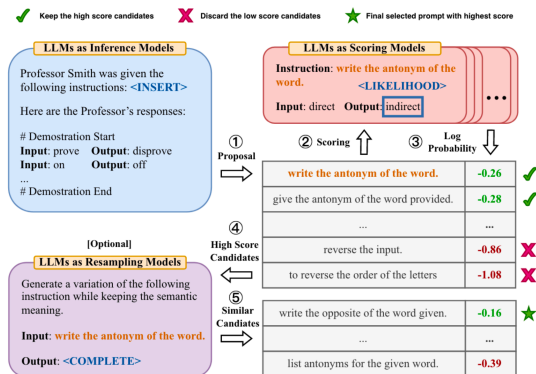 Keep the high score candidates
Discard the low score candidates
Final selected prompt with highest score
LLMs as Inference Models
Professor Smith was given the
following instructions: <INSERT>
Here are the Professor's responses:
# Demostration Start
Input: prove Output: disprove
Input: on Output: off
...
# Demostration End
① Proposal
LLMs as Scoring Models
Instruction: write the antonym of the
word. <LIKELIHOOD>
Input: direct Output: indirect
...
② Scoring
③ Log
Probability
write the antonym of the word. -0.26
give the antonym of the word provided. -0.28
... ...
reverse the input. -0.86
to reverse the order of the letters -1.08
④
High Score
Candidates
[Optional]
LLMs as Resampling Models
Generate a variation of the following
instruction while keeping the semantic
meaning.
Input: write the antonym of the word.
Output: <COMPLETE>
⑤
Similar
Candiates
write the opposite of the word given. -0.16
... ...
list antonyms for the given word. -0.39